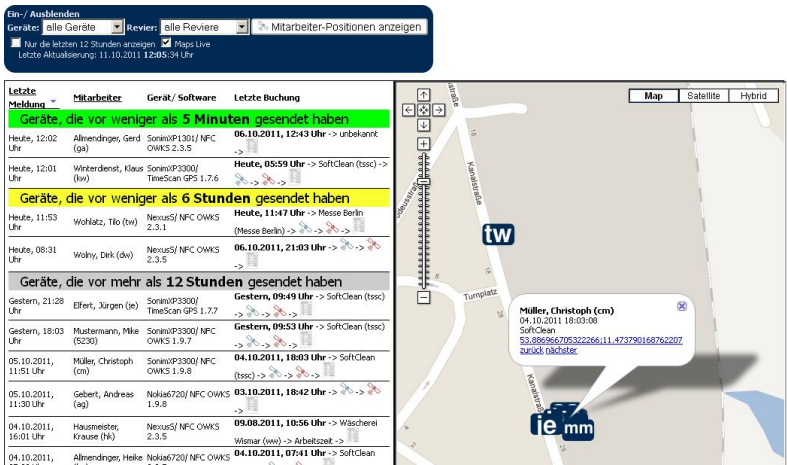 Ein-/ Ausblenden
Geräte: alle Geräte Revier: alle Reviere Mitarbeiter-Positionen anzeigen
Nur die letzten 12 Stunden anzeigen Maps Live
Letzte Aktualisierung: 11.10.2011 12:05:34 Uhr
Letzte Meldung Mitarbeiter Gerät/ Software Letzte Buchung
Geräte, die vor weniger als 5 Minuten gesendet haben
Heute, 12:02 Allmendinger, Gerd SonimXP1301/ NFC 06.10.2011, 12:43 Uhr -> unbekannt
Uhr (ga) OWKS 2.3.5 ->
Heute, 12:01 Winterdienst, Klaus SonimXP3300/ Heute, 05:59 Uhr -> SoftClean (tssc) ->
Uhr (kw) TimeScan GPS 1.7.6 -> ->
Geräte, die vor weniger als 6 Stunden gesendet haben
Heute, 11:53 Wohlatz, Tilo (tw) NexusS/ NFC OWKS Heute, 11:47 Uhr -> Messe Berlin
Uhr 2.3.1 (Messe Berlin) -> -> ->
Heute, 08:31 Wolny, Dirk (dw) NexusS/ NFC OWKS 06.10.2011, 21:03 Uhr -> ->
Uhr 2.3.5 ->
Geräte, die vor mehr als 12 Stunden gesendet haben
Gestern, 21:28 Elfert, Jürgen (je) SonimXP3300/ Gestern, 09:49 Uhr -> SoftClean (tssc)
Uhr TimeScan GPS 1.7.7 -> -> ->
Gestern, 18:03 Mustermann, Mike SonimXP3300/ NFC Gestern, 09:53 Uhr -> SoftClean (tssc)
Uhr (5230) OWKS 1.9.7 -> -> ->
05.10.2011, Müller, Christoph SonimXP3300/ NFC 04.10.2011, 18:03 Uhr -> SoftClean
11:51 Uhr (cm) OWKS 1.9.8 (tssc) -> -> ->
05.10.2011, Gebert, Andreas Nokia6720/ NFC OWKS 03.10.2011, 18:42 Uhr -> ->
11:30 Uhr (ag) 1.9.8 ->
04.10.2011, Hausmeister, NexusS/ NFC OWKS 09.08.2011, 10:56 Uhr -> Wäscherei
16:01 Uhr Krause (hk) 2.3.5 Wismar (ww) -> Arbeitszeit ->
04.10.2011, Allmendinger, Heike Nokia6720/ NFC OWKS 04.10.2011, 07:41 Uhr -> SoftClean
Map Satellite Hybrid
18
Kanalstraße
tw
16
Turnplatz
Müller, Christoph (cm)
04.10.2011 18:03:08
SoftClean
53.886966705322266;11.473790168762207
zurück nächster
Kanalstraße
je mm